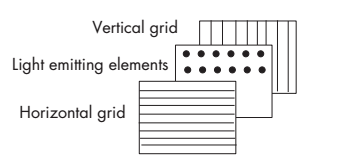 Vertical grid
Light emitting elements
Horizontal grid